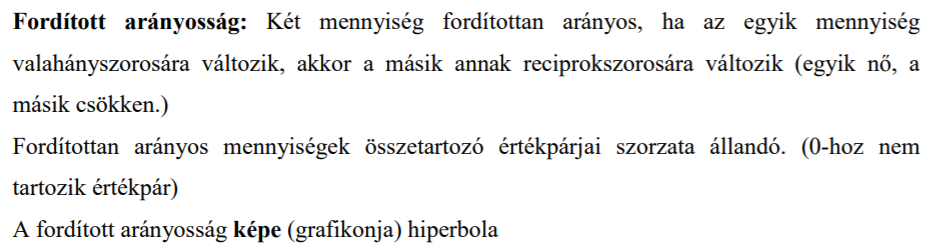 Fordított arányosság: Két mennyiség fordítottan arányos, ha az egyik mennyiség
valahányszorosára változik, akkor a másik annak reciprokszorosára változik (egyik nő, a
másik csökken.)
Fordítottan arányos mennyiségek összetartozó értékpárjai szorzata állandó. (0-hoz nem
tartozik értékpár)
A fordított arányosság képe (grafikonja) hiperbola